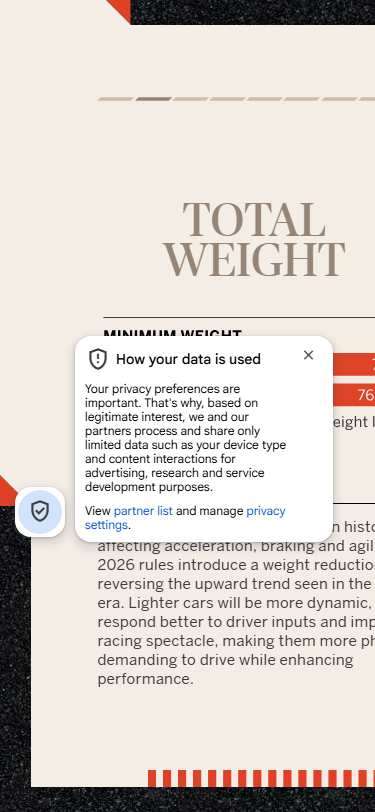 TOTAL
WEIGHT
MINIMUM WEIGHT
How your data is used
Your privacy preferences are
important. That's why, based on
legitimate interest, we and our
partners process and share only
limited data such as your device type
and content interactions for
advertising, research and service
development purposes.
View partner list and manage privacy
settings.
76
eight l
n histo
affecting acceleration, braking and agil
2026 rules introduce a weight reductio
reversing the upward trend seen in the
era. Lighter cars will be more dynamic,
respond better to driver inputs and imp
racing spectacle, making them more ph
demanding to drive while enhancing
performance.